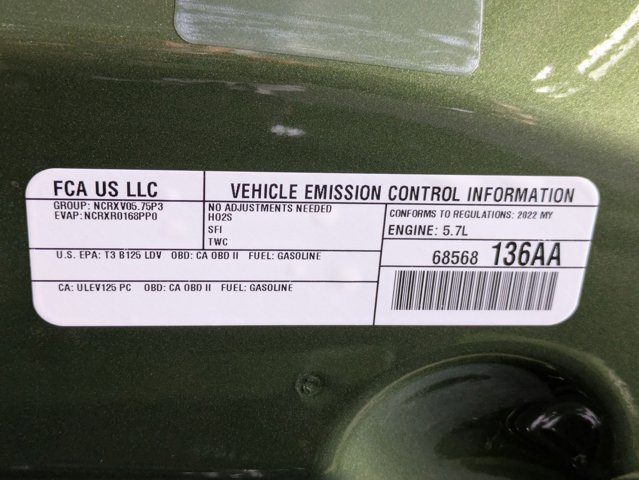 FCA US LLC
VEHICLE EMISSION CONTROL INFORMATION
GROUP: NCRXV05.75P3
EVAP: NCRXR0168PP0
NO ADJUSTMENTS NEEDED
HO2S
SFI
TWC
CONFORMS TO REGULATIONS: 2022 MY
ENGINE: 5.7L
U.S. EPA: T3 B125 LDV OBD: CA OBD II FUEL: GASOLINE
68568 136AA
CA: ULEV125 PC OBD: CA OBD II FUEL: GASOLINE